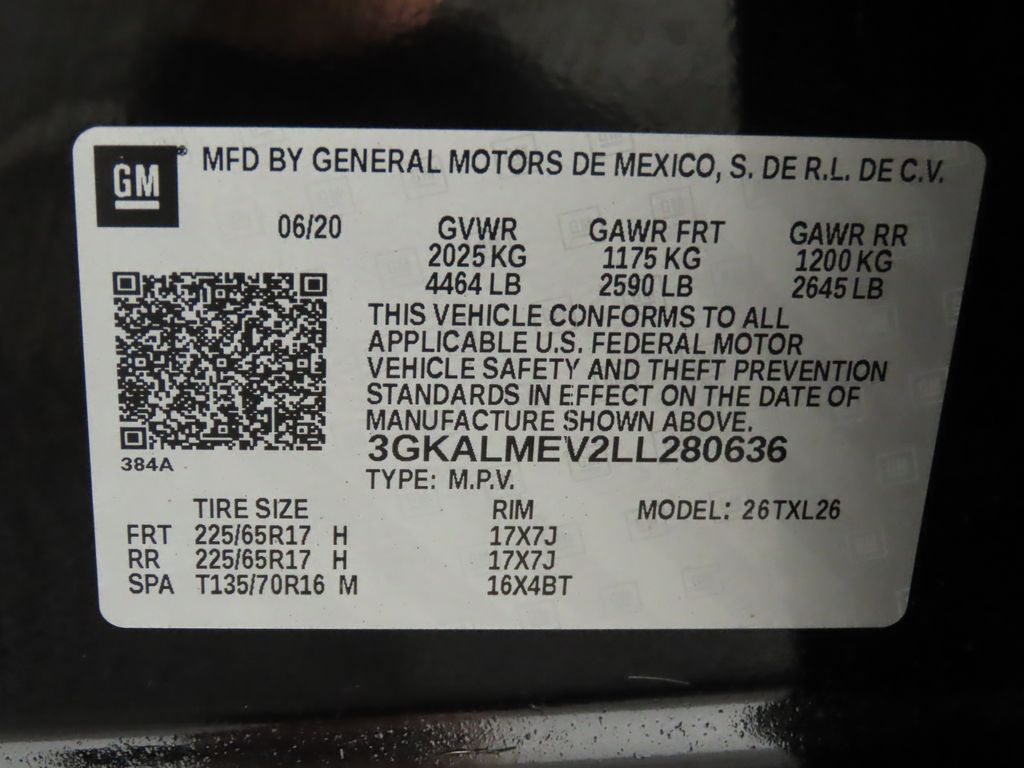 GM ® MFD BY GENERAL MOTORS DE MEXICO, S. DE R.L. DE C.V.
06/20 GVWR GAWR FRT GAWR RR
2025 KG 1175 KG 1200 KG
4464 LB 2590 LB 2645 LB
THIS VEHICLE CONFORMS TO ALL
APPLICABLE U.S. FEDERAL MOTOR
VEHICLE SAFETY AND THEFT PREVENTION
STANDARDS IN EFFECT ON THE DATE OF
MANUFACTURE SHOWN ABOVE.
3GKALMEV2LL280636
384A
TYPE: M.P.V.
TIRE SIZE RIM MODEL: 26TXL26
FRT 225/65R17 H 17X7J
RR 225/65R17 H 17X7J
SPA T135/70R16 M 16X4BT